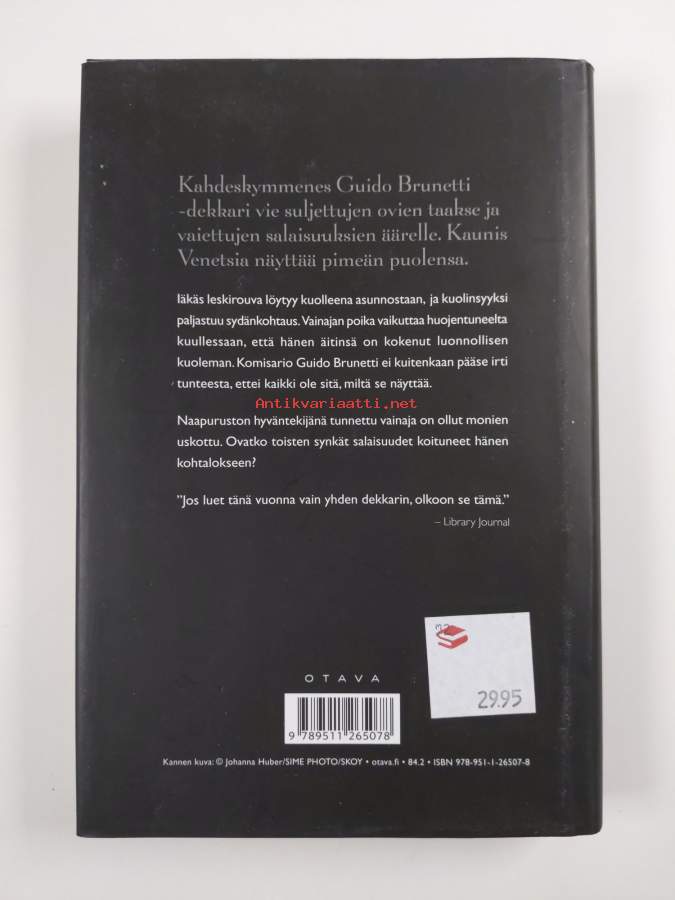 Kahdeskymmenes Guido Brunetti
-dekkari vie suljettujen ovien taakse ja
vaiettujen salaisuuksien äärelle. Kaunis
Venetsia näyttää pimeän puolensa.
Iäkäs leskirouva löytyy kuolleena asunnostaan, ja kuolinsyyksi
paljastuu sydänkohtaus. Vainajan poika vaikuttaa huojentuneelta
kuullessaan, että hänen äitinsä on kokenut luonnollisen
kuoleman. Komisario Guido Brunetti ei kuitenkaan pääse irti
tunteesta, ettei kaikki ole sitä, miltä se näyttää.
Antikvariaatti.net
Naapuruston hyväntekijänä tunnettu vainaja on ollut monien
uskottu. Ovatko toisten synkät salaisuudet koituneet hänen
kohtalokseen?
"Jos luet tänä vuonna vain yhden dekkarin, olkoon se tämä."
– Library Journal
29.95
OTAVA
9 789511 265078
Kannen kuva: © Johanna Huber/SIME PHOTO/SKOY • otava.fi • 84.2 • ISBN 978-951-1-26507-8